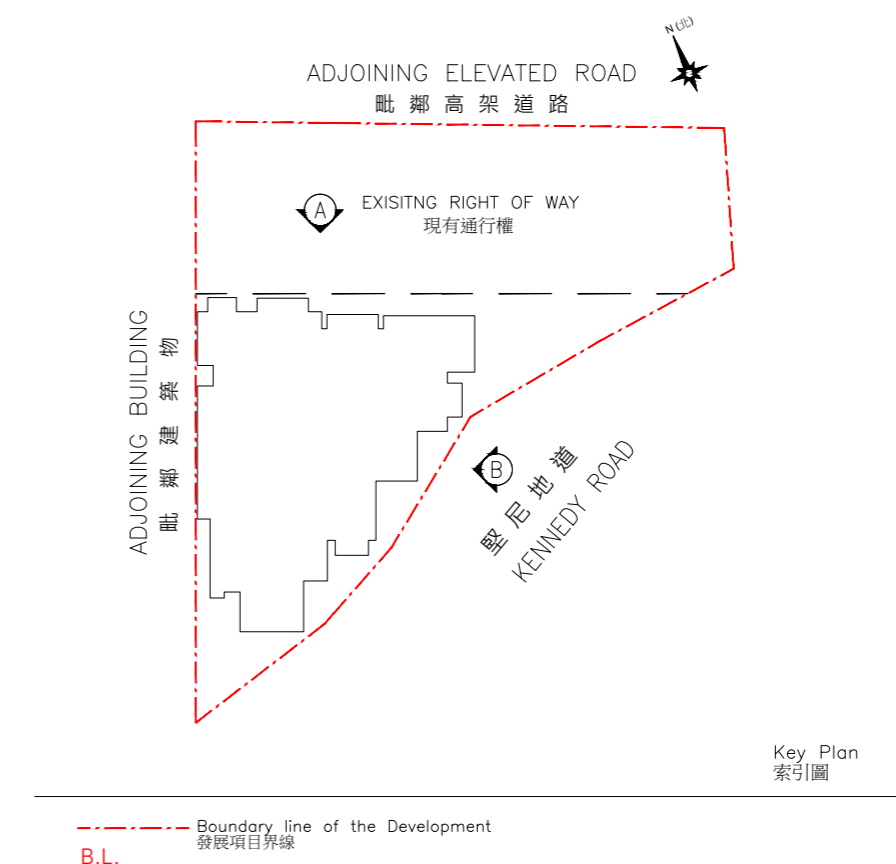 N(北)
ADJOINING ELEVATED ROAD
毗鄰高架道路
A
EXISITNG RIGHT OF WAY
現有通行權
ADJOINING BUILDING
毗鄰建築物
B
堅尼地道
KENNEDY ROAD
Key Plan
索引圖
Boundary line of the Development
發展項目界線
B.L.